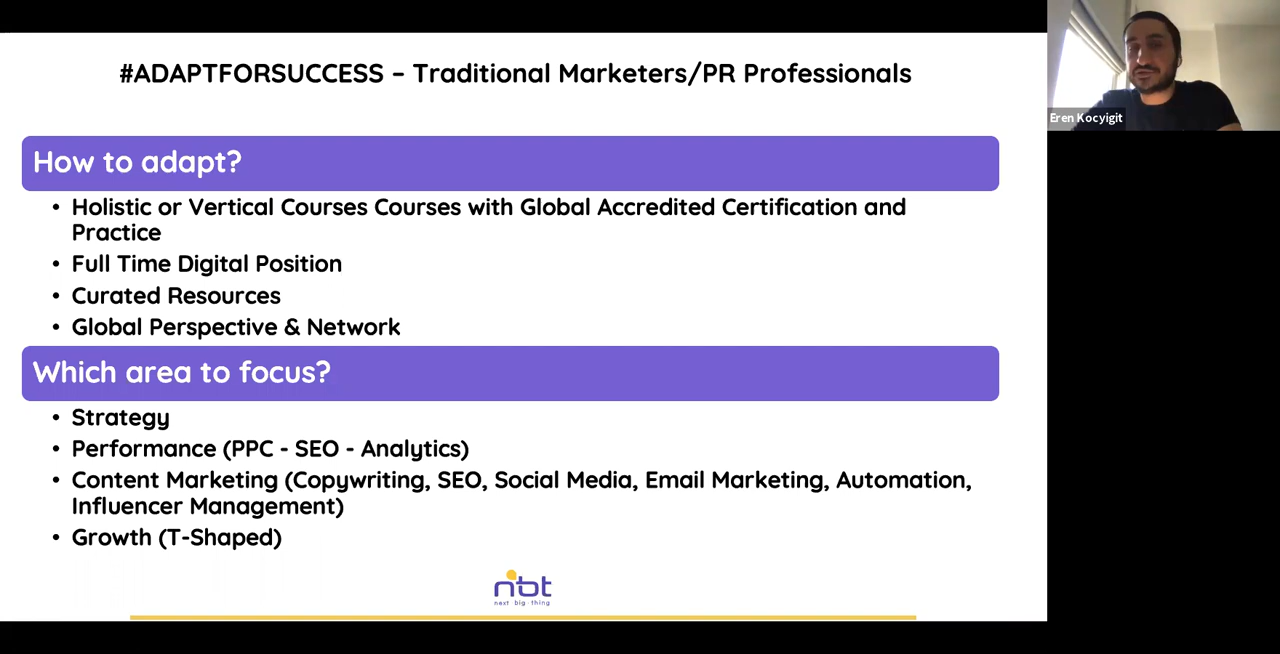 #ADAPTFORSUCCESS – Traditional Marketers/PR Professionals
Eren Kocyigit
How to adapt?
• Holistic or Vertical Courses Courses with Global Accredited Certification and
Practice
• Full Time Digital Position
• Curated Resources
• Global Perspective & Network
Which area to focus?
• Strategy
• Performance (PPC - SEO - Analytics)
• Content Marketing (Copywriting, SEO, Social Media, Email Marketing, Automation,
Influencer Management)
• Growth (T-Shaped)
nbt
next big thing